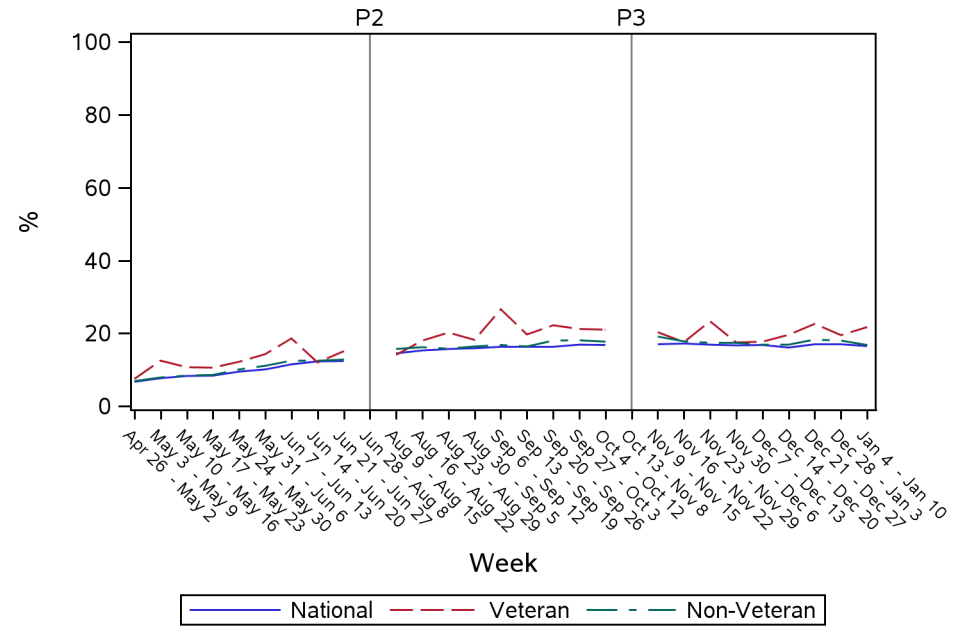 P2 P3
100
80
60
40
20
0
%
Apr 26 - May 2
May 3 - May 9
May 10 - May 16
May 17 - May 23
May 24 - May 30
May 31 - Jun 6
Jun 7 - Jun 13
Jun 14 - Jun 20
Jun 21 - Jun 27
Jun 28 - Aug 8
Aug 9 - Aug 15
Aug 16 - Aug 22
Aug 23 - Aug 29
Aug 30 - Sep 5
Sep 6 - Sep 12
Sep 13 - Sep 19
Sep 20 - Sep 26
Sep 27 - Oct 3
Oct 4 - Oct 12
Oct 13 - Nov 8
Nov 9 - Nov 15
Nov 16 - Nov 22
Nov 23 - Nov 29
Nov 30 - Dec 6
Dec 7 - Dec 13
Dec 14 - Dec 20
Dec 21 - Dec 27
Dec 28 - Jan 3
Jan 4 - Jan 10
Week
National Veteran Non-Veteran